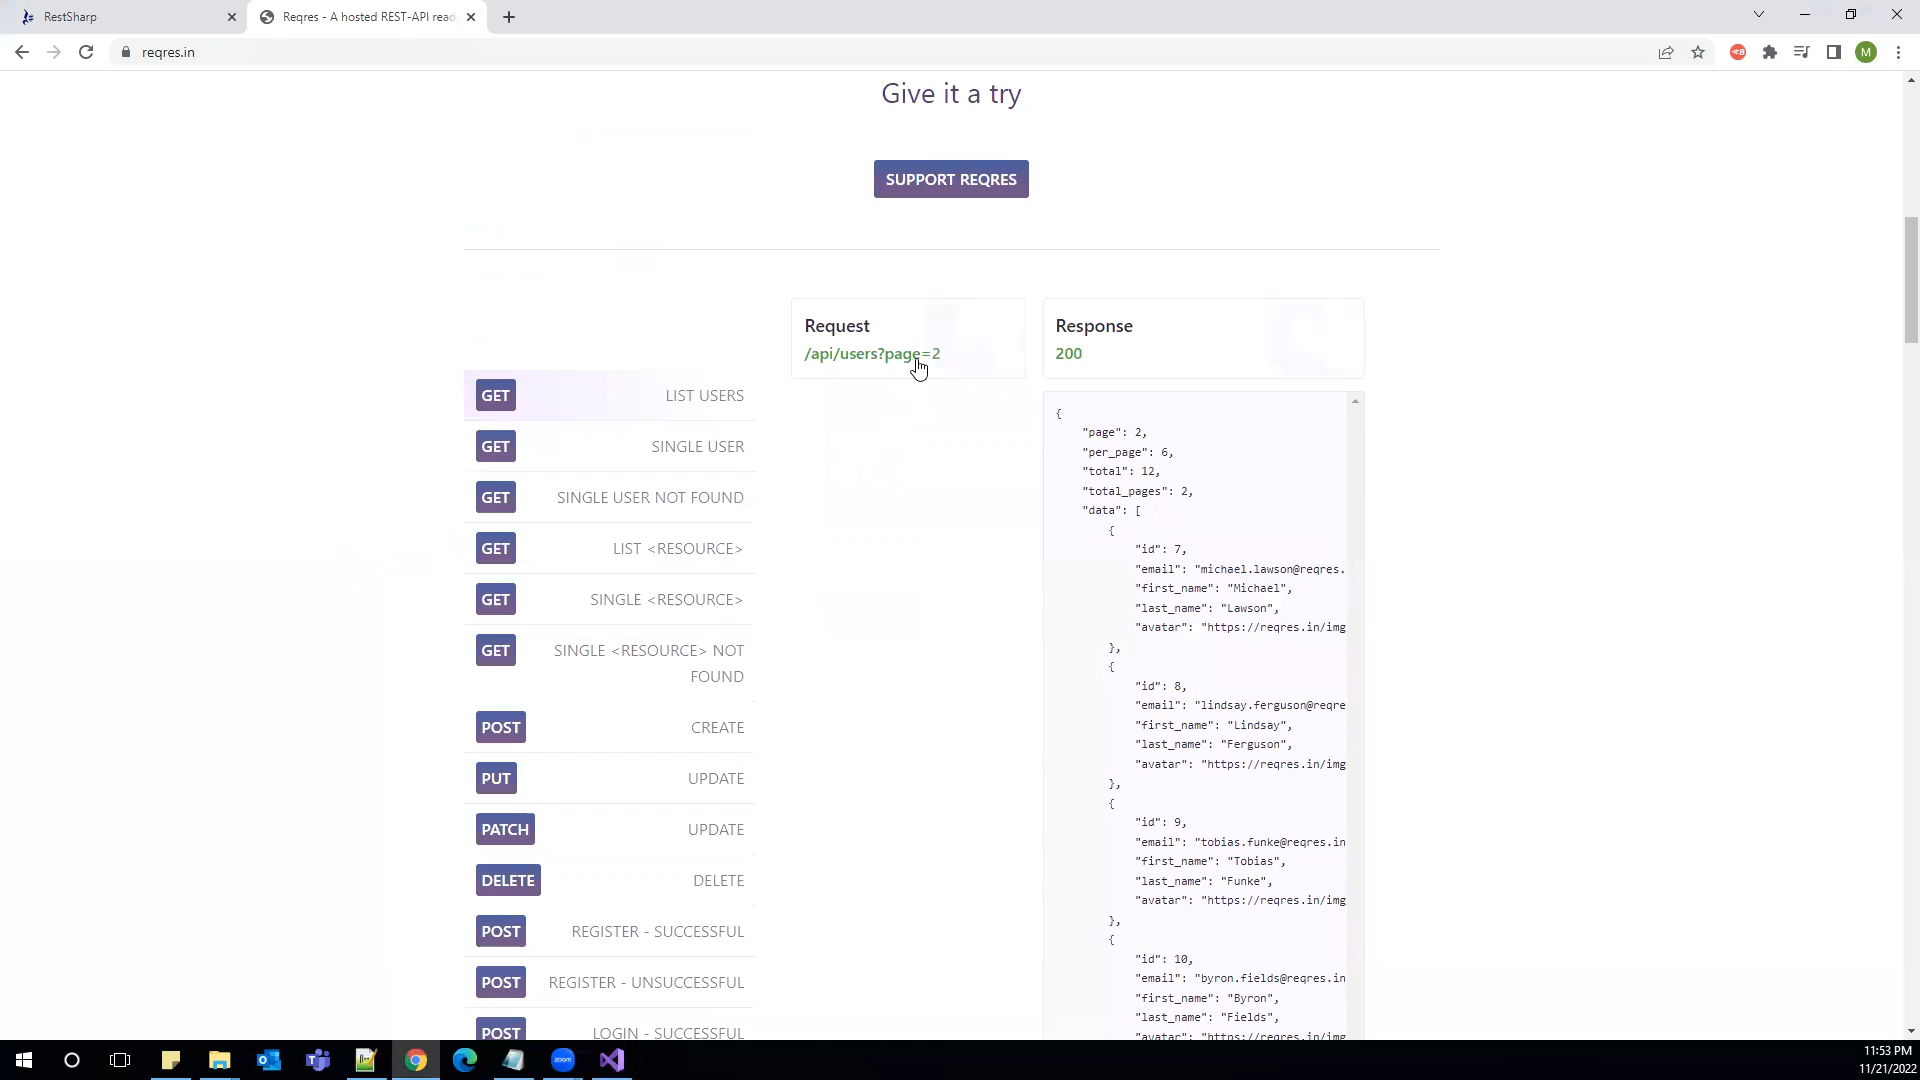 RestSharp
Reqres - A hosted REST-API read
reqres.in
M
Give it a try
SUPPORT REQRES
Request
/api/users?page=2
Response
200
GET LIST USERS
GET SINGLE USER
GET SINGLE USER NOT FOUND
GET LIST <RESOURCE>
GET SINGLE <RESOURCE>
GET SINGLE <RESOURCE> NOT
FOUND
POST CREATE
PUT UPDATE
PATCH UPDATE
DELETE DELETE
POST REGISTER - SUCCESSFUL
POST REGISTER - UNSUCCESSFUL
POST LOGIN - SUCCESSFUL
{
"page": 2,
"per_page": 6,
"total": 12,
"total_pages": 2,
"data": [
{
"id": 7,
"email": "michael.lawson@reqres.
"first_name": "Michael",
"last_name": "Lawson",
"avatar": "https://reqres.in/img
},
{
"id": 8,
"email": "lindsay.ferguson@reqre
"first_name": "Lindsay",
"last_name": "Ferguson",
"avatar": "https://reqres.in/img
},
{
"id": 9,
"email": "tobias.funke@reqres.in
"first_name": "Tobias",
"last_name": "Funke",
"avatar": "https://reqres.in/img
},
{
"id": 10,
"email": "byron.fields@reqres.in
"first_name": "Byron",
"last_name": "Fields",
"avatar": "https://reqres.in/img
zoom
11:53 PM
11/21/2022